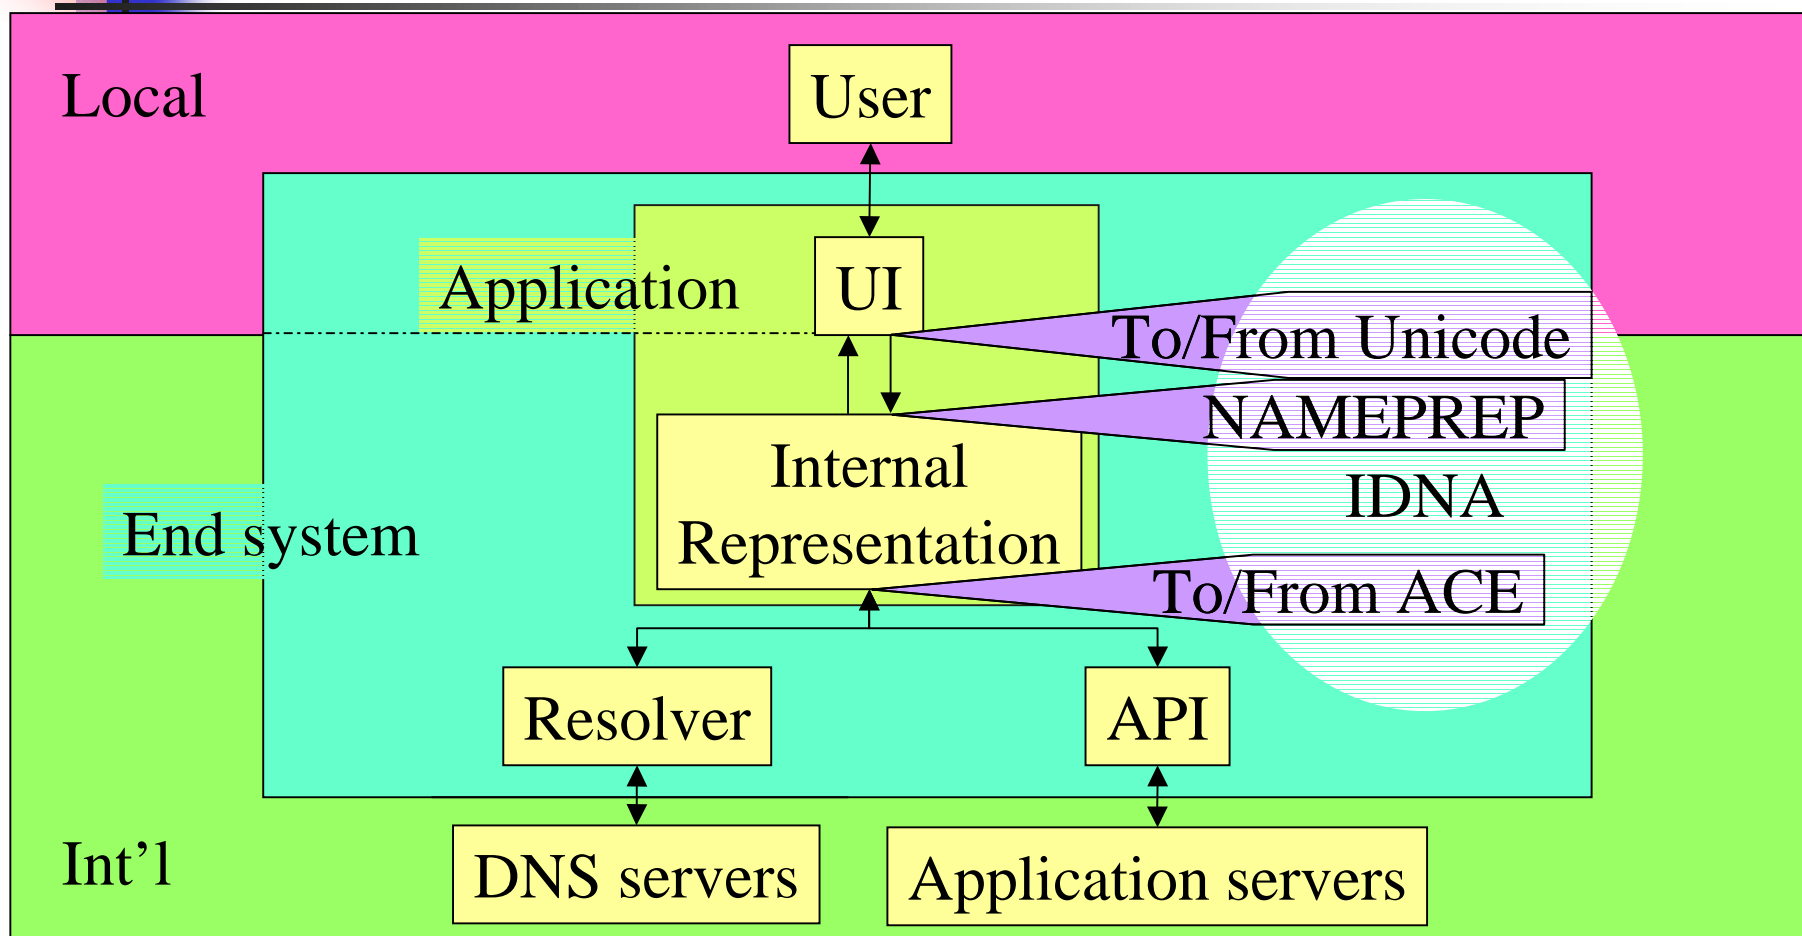 Local
User
Application
UI
To/From Unicode
NAMEPREP
Internal
Representation
IDNA
End system
To/From ACE
Resolver
API
Int’l
DNS servers
Application servers